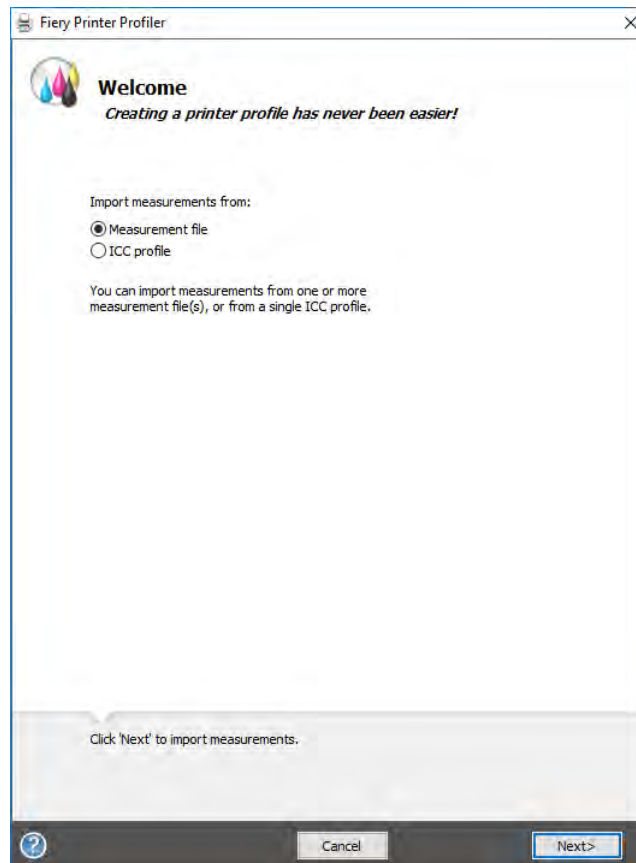 Fiery Printer Profiler
Welcome
Creating a printer profile has never been easier!
Import measurements from:
Measurement file
ICC profile
You can import measurements from one or more
measurement file(s), or from a single ICC profile.
Click 'Next' to import measurements.
?
Cancel
Next>